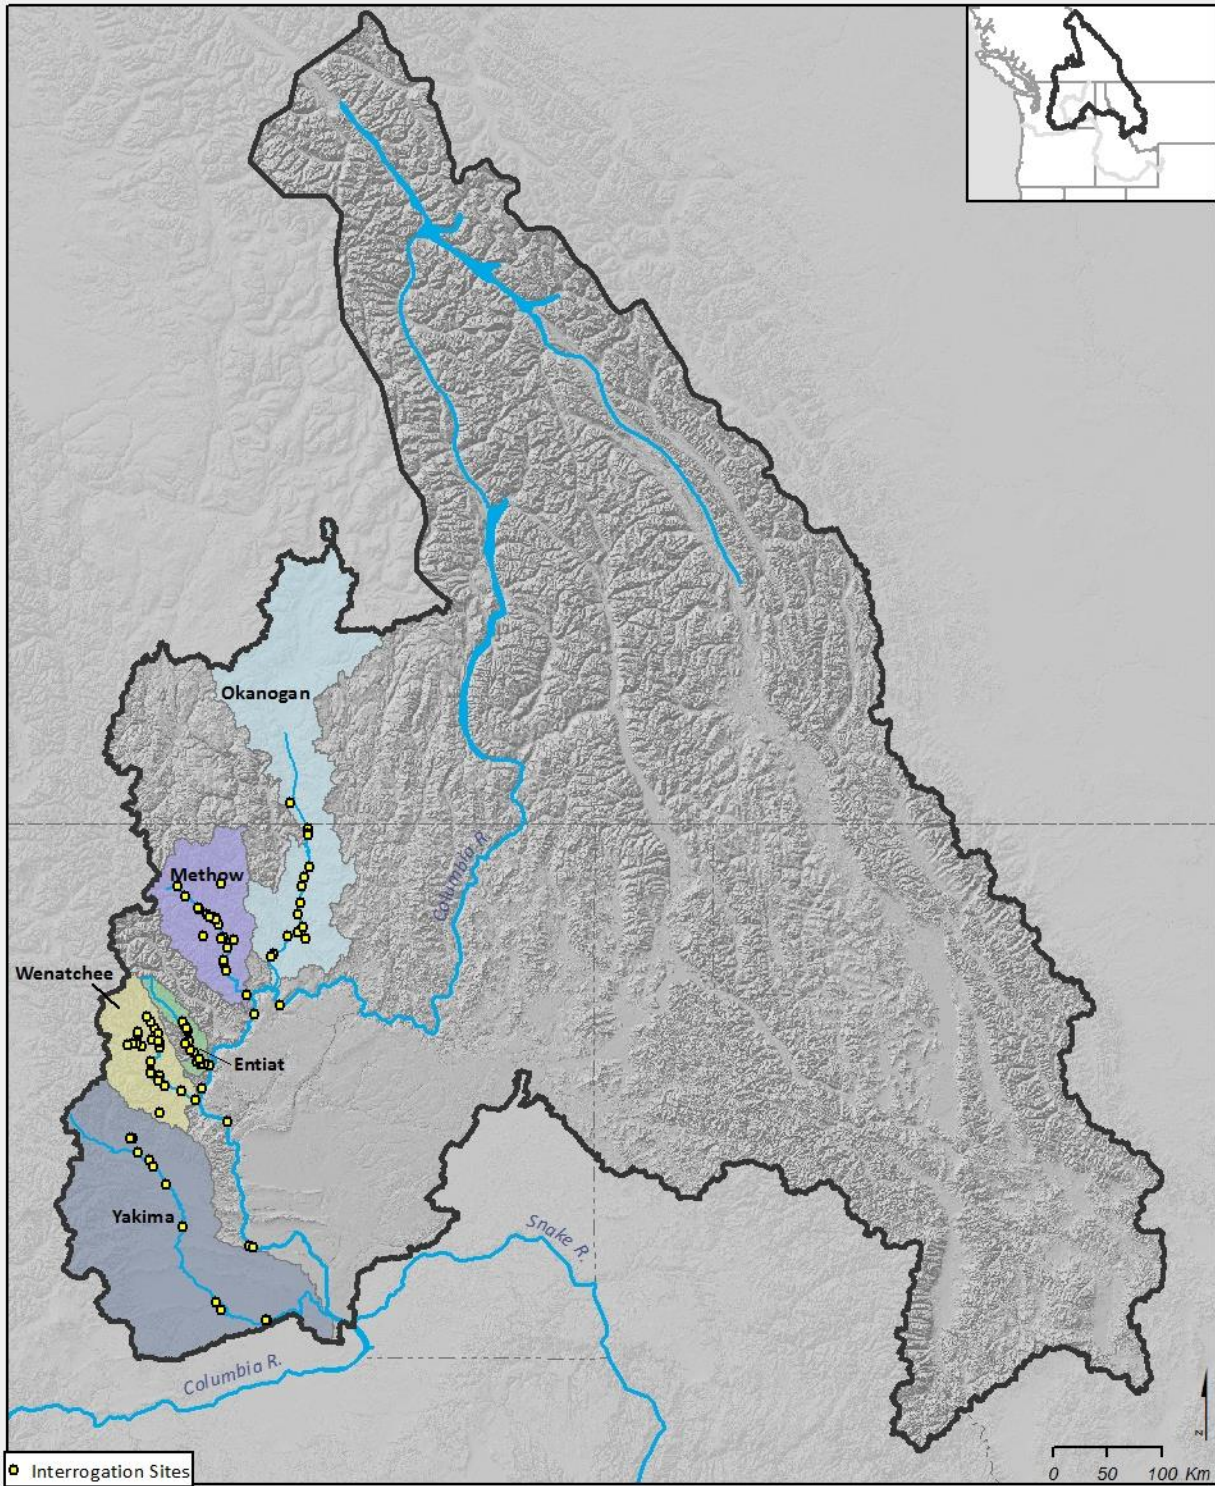 Okanogan
Methow
Columbia R.
Wenatchee
Entiat
Yakima
Snake R.
Columbia R.
Interrogation Sites
0 50 100 Km
z